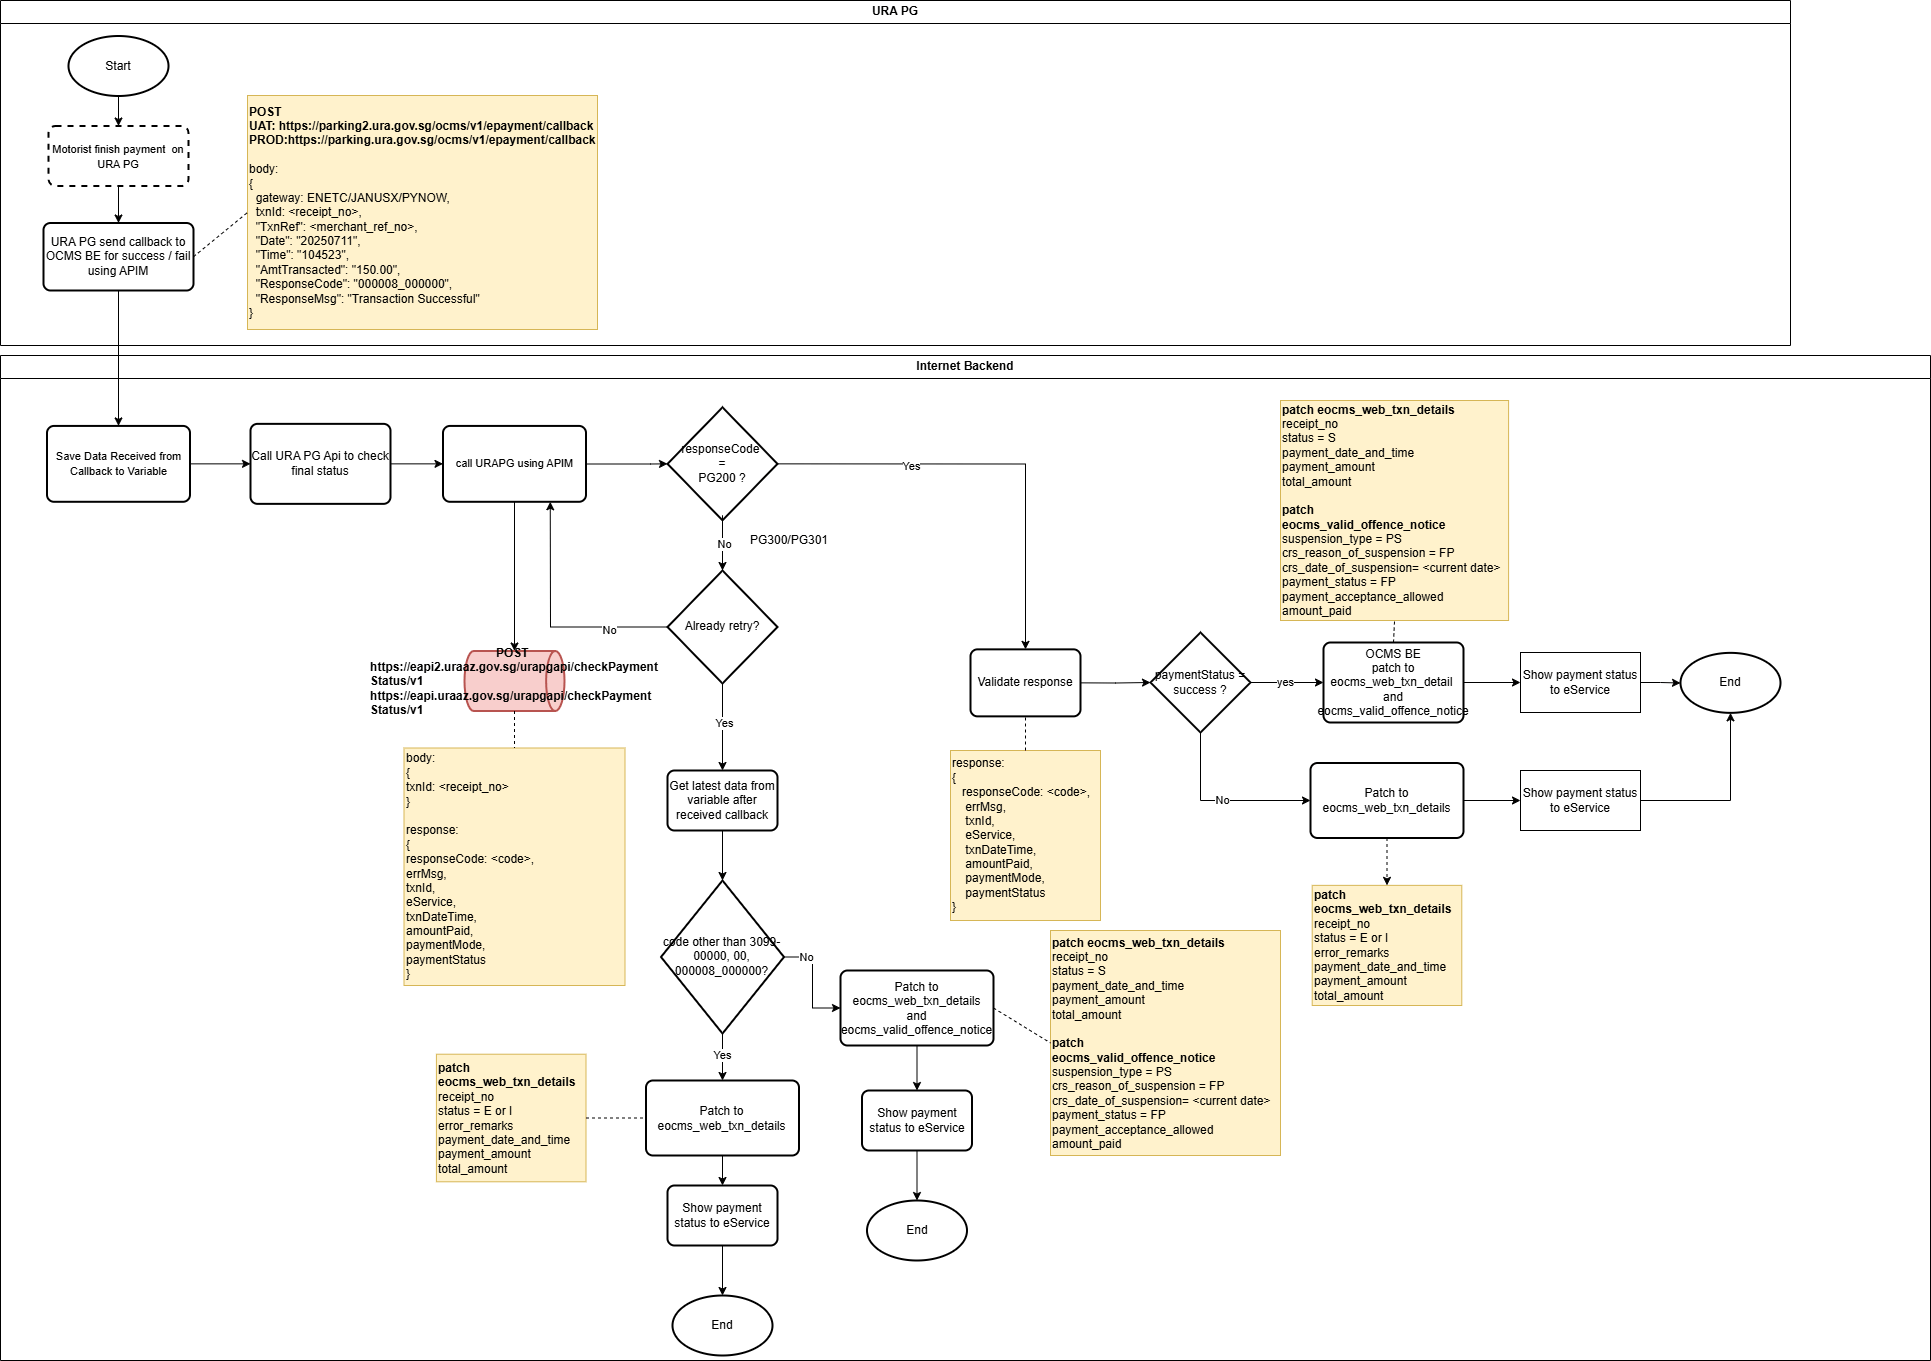 URA PG
Start
Motorist finish payment on
URA PG
URA PG send callback to
OCMS BE for success / fail
using APIM
POST
UAT: https://parking2.ura.gov.sg/ocms/v1/epayment/callback
PROD:https://parking.ura.gov.sg/ocms/v1/epayment/callback
body:
{
gateway: ENETC/JANUSX/PYNOW,
txnId: <receipt_no>,
"TxnRef": <merchant_ref_no>,
"Date": "20250711",
"Time": "104523",
"AmtTransacted": "150.00",
"ResponseCode": "000008_000000",
"ResponseMsg": "Transaction Successful"
}
Internet Backend
Save Data Received from
Callback to Variable
Call URA PG Api to check
final status
call URAPG using APIM
responseCode
=
PG200 ?
Yes
No
PG300/PG301
Already retry?
No
Yes
POST
https://eapi2.uraaz.gov.sg/urapgapi/checkPayment
Status/v1
https://eapi.uraaz.gov.sg/urapgapi/checkPayment
Status/v1
body:
{
txnId: <receipt_no>
}
response:
{
responseCode: <code>,
errMsg,
txnId,
eService,
txnDateTime,
amountPaid,
paymentMode,
paymentStatus
}
Get latest data from
variable after
received callback
code other than 3099-
00000, 00,
000008_000000?
No
Yes
patch
eocms_web_txn_details
receipt_no
status = E or I
error_remarks
payment_date_and_time
payment_amount
total_amount
Patch to
eocms_web_txn_details
Show payment
status to eService
End
Patch to
eocms_web_txn_details
and
eocms_valid_offence_notice
Show payment
status to eService
End
patch eocms_web_txn_details
receipt_no
status = S
payment_date_and_time
payment_amount
total_amount
patch
eocms_valid_offence_notice
suspension_type = PS
crs_reason_of_suspension = FP
crs_date_of_suspension= <current date>
payment_status = FP
payment_acceptance_allowed
amount_paid
Validate response
response:
{
responseCode: <code>,
errMsg,
txnId,
eService,
txnDateTime,
amountPaid,
paymentMode,
paymentStatus
}
paymentStatus =
success ?
yes
No
patch eocms_web_txn_details
receipt_no
status = S
payment_date_and_time
payment_amount
total_amount
patch
eocms_valid_offence_notice
suspension_type = PS
crs_reason_of_suspension = FP
crs_date_of_suspension= <current date>
payment_status = FP
payment_acceptance_allowed
amount_paid
OCMS BE
patch to
eocms_web_txn_detail
and
eocms_valid_offence_notice
Show payment status
to eService
End
Patch to
eocms_web_txn_details
Show payment status
to eService
patch
eocms_web_txn_details
receipt_no
status = E or I
error_remarks
payment_date_and_time
payment_amount
total_amount